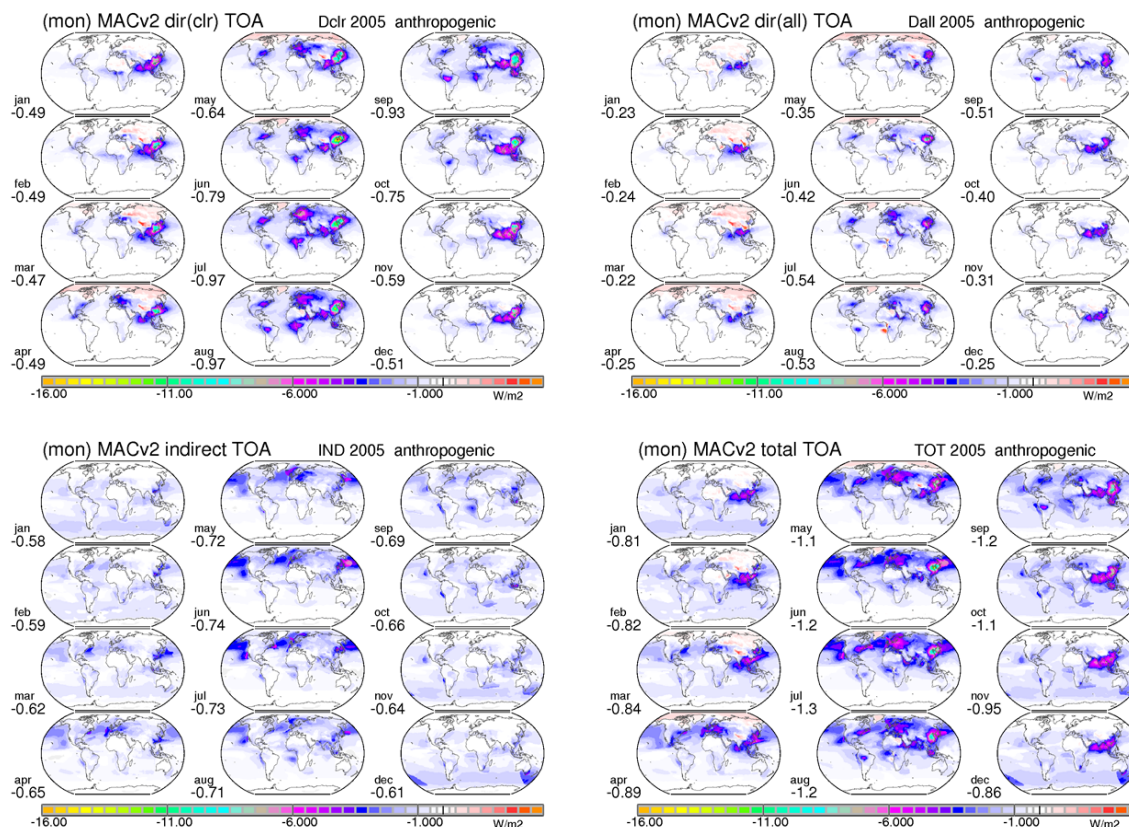 (mon) MACv2 dir(clr) TOA Dclr 2005 anthropogenic
jan may sep
-0.49 -0.64 -0.93
feb jun oct
-0.49 -0.79 -0.75
mar jul nov
-0.47 -0.97 -0.59
apr aug dec
-0.49 -0.97 -0.51
-16.00 -11.00 -6.000 -1.000 W/m2
(mon) MACv2 dir(all) TOA Dall 2005 anthropogenic
jan may sep
-0.23 -0.35 -0.51
feb jun oct
-0.24 -0.42 -0.40
mar jul nov
-0.22 -0.54 -0.31
apr aug dec
-0.25 -0.53 -0.25
-16.00 -11.00 -6.000 -1.000 W/m2
(mon) MACv2 indirect TOA IND 2005 anthropogenic
jan may sep
-0.58 -0.72 -0.69
feb jun oct
-0.59 -0.74 -0.66
mar jul nov
-0.62 -0.73 -0.64
apr aug dec
-0.65 -0.71 -0.61
-16.00 -11.00 -6.000 -1.000 W/m2
(mon) MACv2 total TOA TOT 2005 anthropogenic
jan may sep
-0.81 -1.1 -1.2
feb jun oct
-0.82 -1.2 -1.1
mar jul nov
-0.84 -1.3 -0.95
apr aug dec
-0.89 -1.2 -0.86
-16.00 -11.00 -6.000 -1.000 W/m2